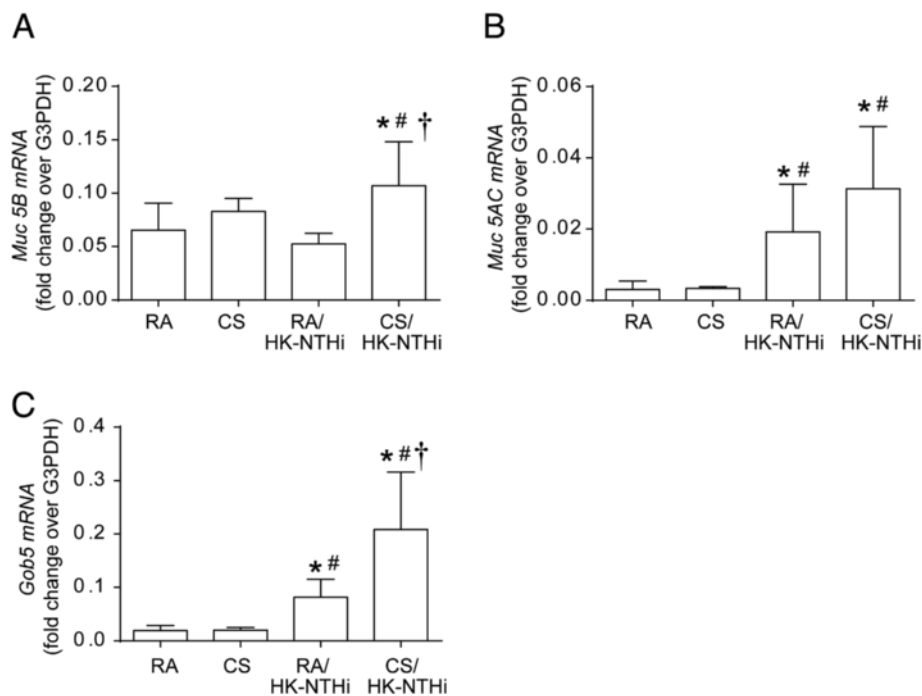 A
Muc 5B mRNA
(fold change over G3PDH)
0.20
0.15
0.10
0.05
0.00
* # †
RA
CS
RA/
HK-NTHi
CS/
HK-NTHi
B
Muc 5AC mRNA
(fold change over G3PDH)
0.06
0.04
0.02
0.00
* #
* #
RA
CS
RA/
HK-NTHi
CS/
HK-NTHi
C
Gob5 mRNA
(fold change over G3PDH)
0.4
0.3
0.2
0.1
0.0
* #
* # †
RA
CS
RA/
HK-NTHi
CS/
HK-NTHi